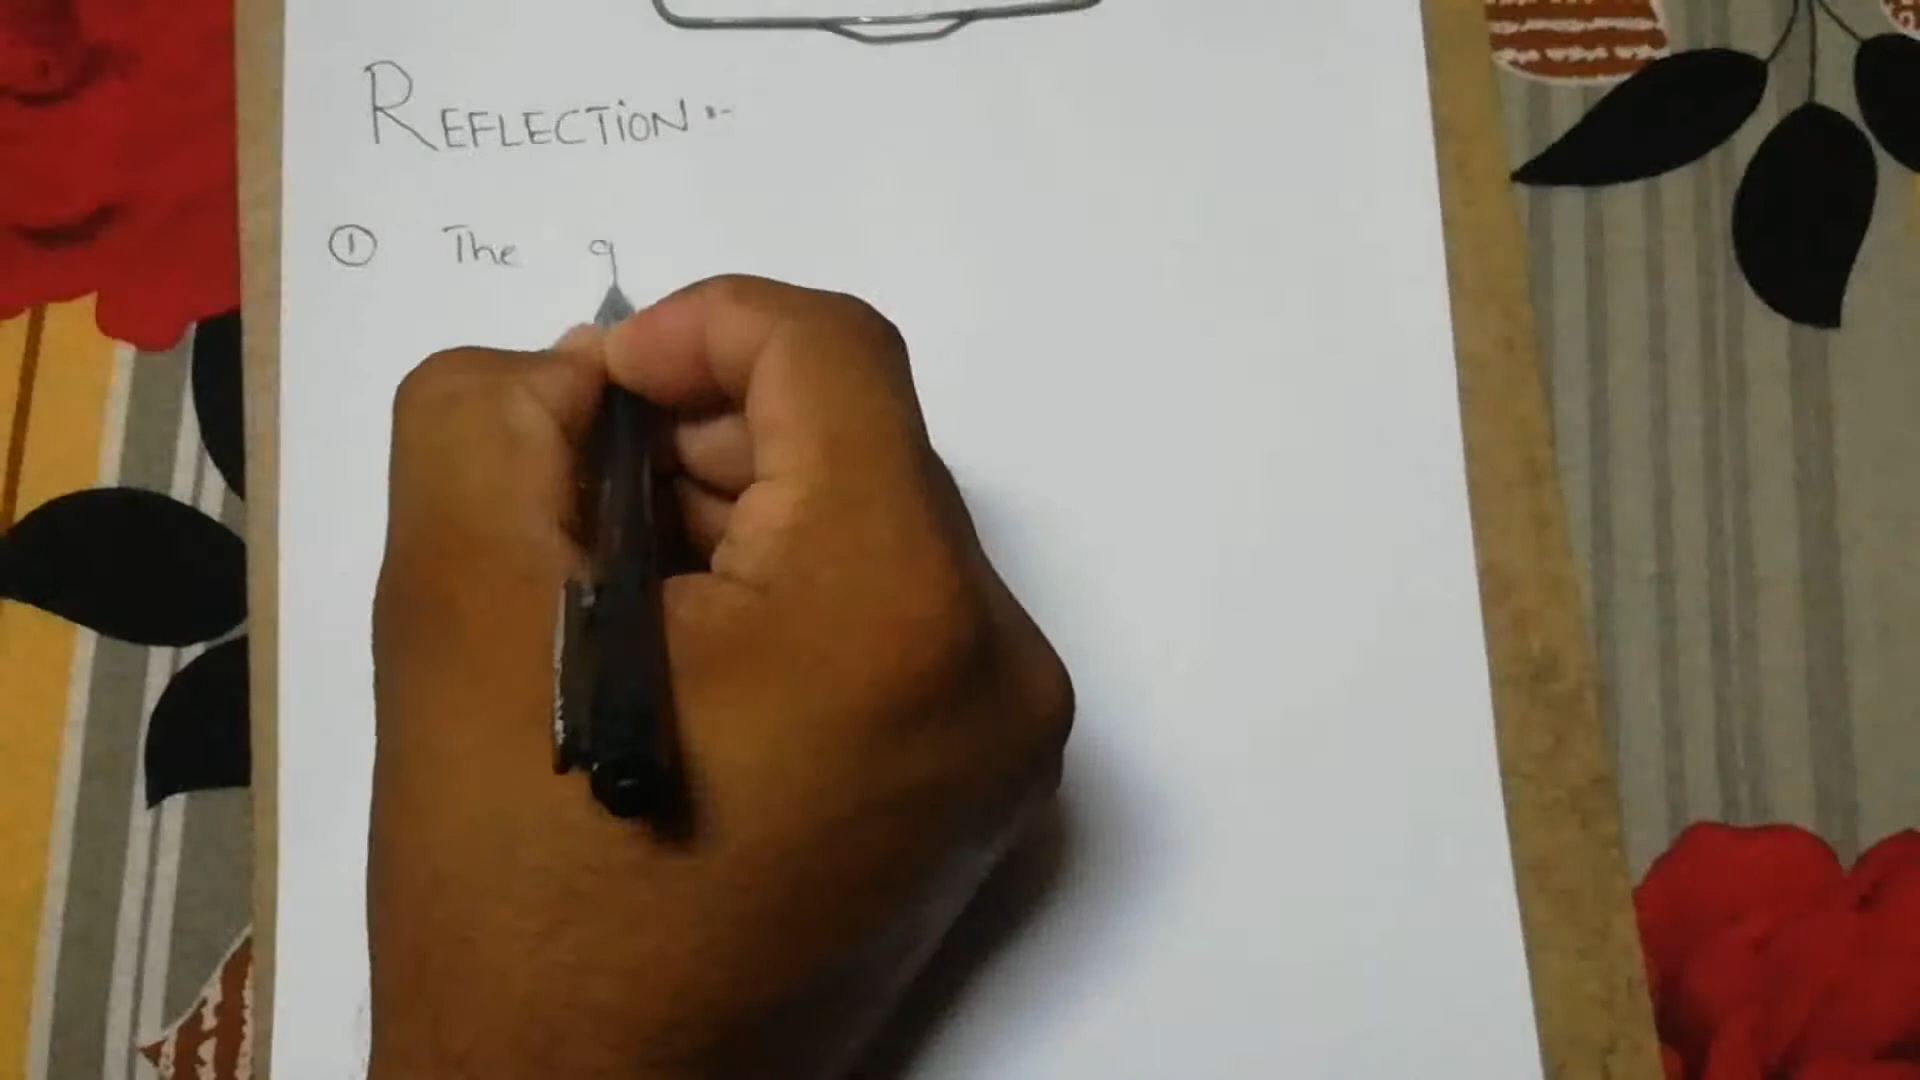 REFLECTION :-
① The